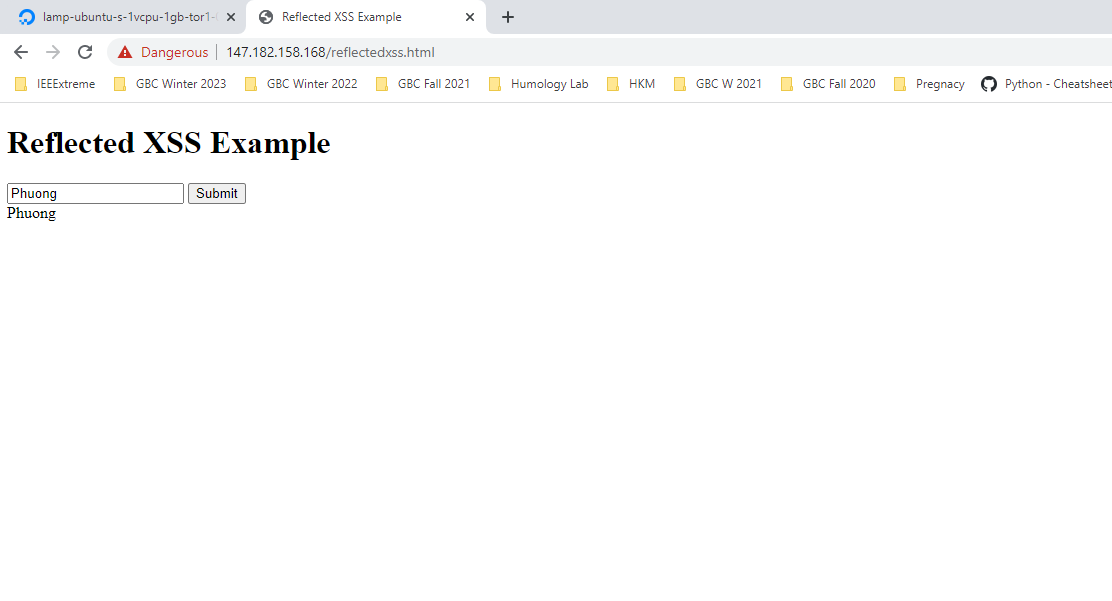 lamp-ubuntu-s-1vcpu-1gb-tor1-
Reflected XSS Example
Dangerous
147.182.158.168/reflectedxss.html
IEEExtreme
GBC Winter 2023
GBC Winter 2022
GBC Fall 2021
Humology Lab
HKM
GBC W 2021
GBC Fall 2020
Pregnacy
Python - Cheatsheet
Reflected XSS Example
Phuong
Submit
Phuong